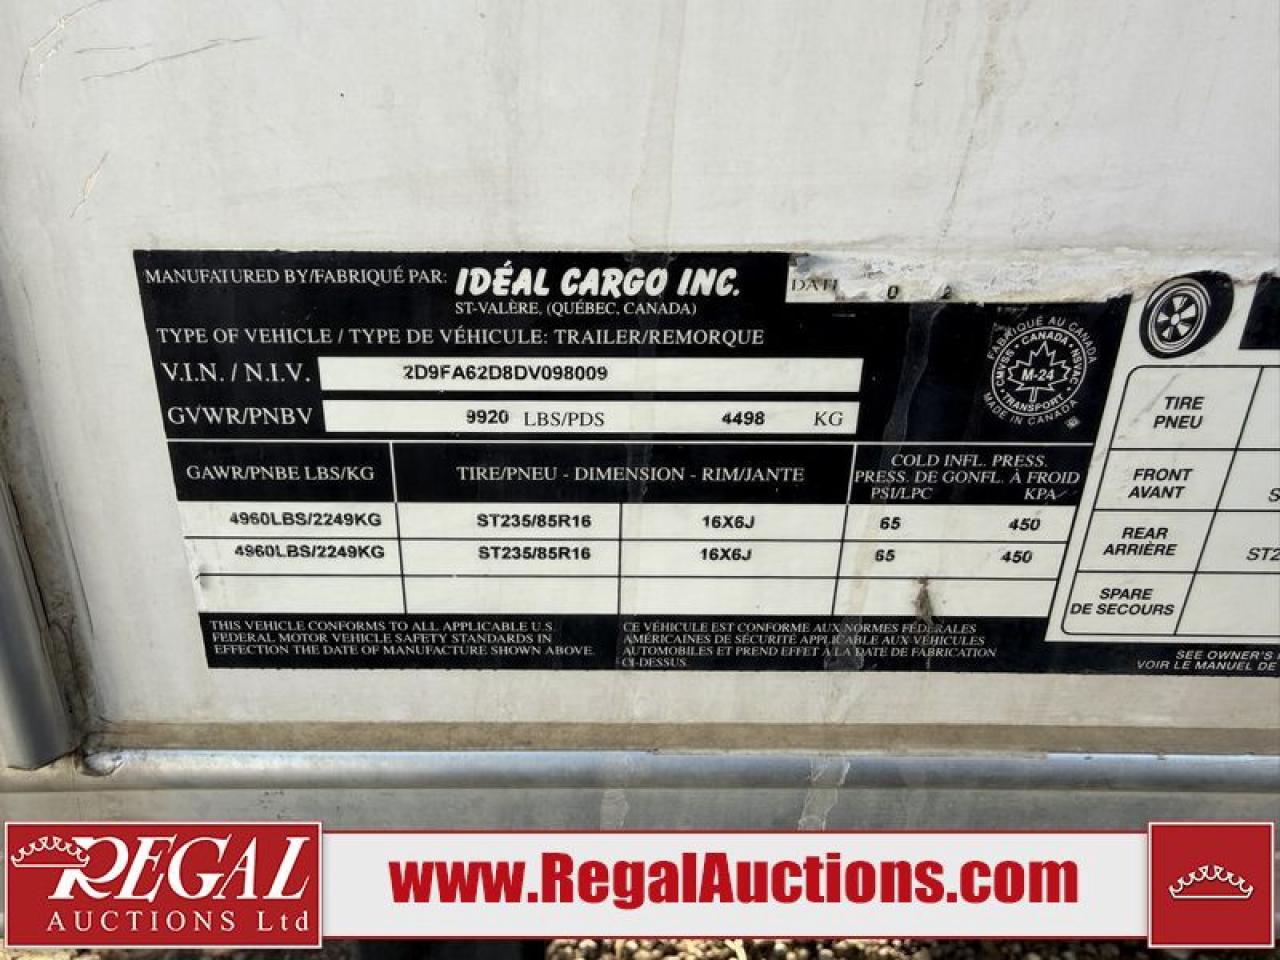 MANUFATURED BY/FABRIQUÉ PAR: IDÉAL CARGO INC.
ST-VALÈRE, (QUÉBEC, CANADA)
TYPE OF VEHICLE / TYPE DE VÉHICULE: TRAILER/REMORQUE
V.I.N. / N.I.V. 2D9FA62D8DV098009
GVWR/PNBV 9920 LBS/PDS 4498 KG
FABRIQUÉ AU CANADA
CANADA
CMVSS NSVAC
M-24
TRANSPORT
MADE IN CANADA
GAWR/PNBE LBS/KG TIRE/PNEU - DIMENSION - RIM/JANTE COLD INFL. PRESS.
PRESS. DE GONFL. À FROID
PSI/LPC KPA
4960LBS/2249KG ST235/85R16 16X6J 65 450
4960LBS/2249KG ST235/85R16 16X6J 65 450
THIS VEHICLE CONFORMS TO ALL APPLICABLE U.S.
FEDERAL MOTOR VEHICLE SAFETY STANDARDS IN
EFFECTION THE DATE OF MANUFACTURE SHOWN ABOVE.
CE VÉHICULE EST CONFORME AUX NORMES FÉDÉRALES
AMÉRICAINES DE SÉCURITÉ APPLICABLE AUX VÉHICULES
AUTOMOBILES ET PREND EFFET À LA DATE DE FABRICATION
CI-DESSUS
TIRE
PNEU
FRONT
AVANT
REAR
ARRIÈRE
ST2
SPARE
DE SECOURS
SEE OWNER'S
VOIR LE MANUEL DE
REGAL
AUCTIONS Ltd
www.RegalAuctions.com